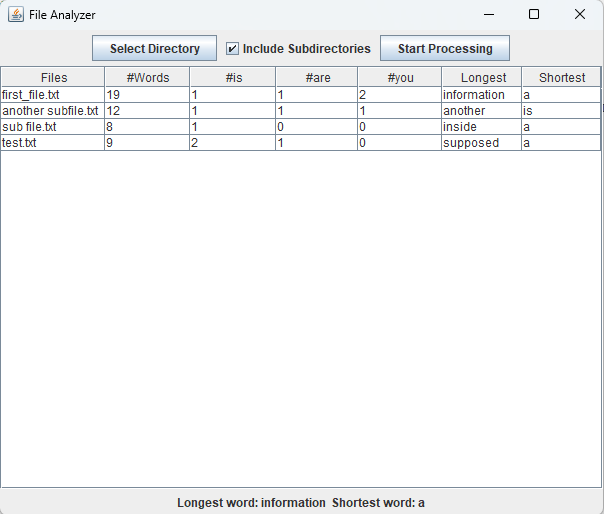 File Analyzer
Select Directory Include Subdirectories Start Processing
Files #Words #is #are #you Longest Shortest
first_file.txt 19 1 1 2 information a
another subfile.txt 12 1 1 1 another is
sub file.txt 8 1 0 0 inside a
test.txt 9 2 1 0 supposed a
Longest word: information Shortest word: a